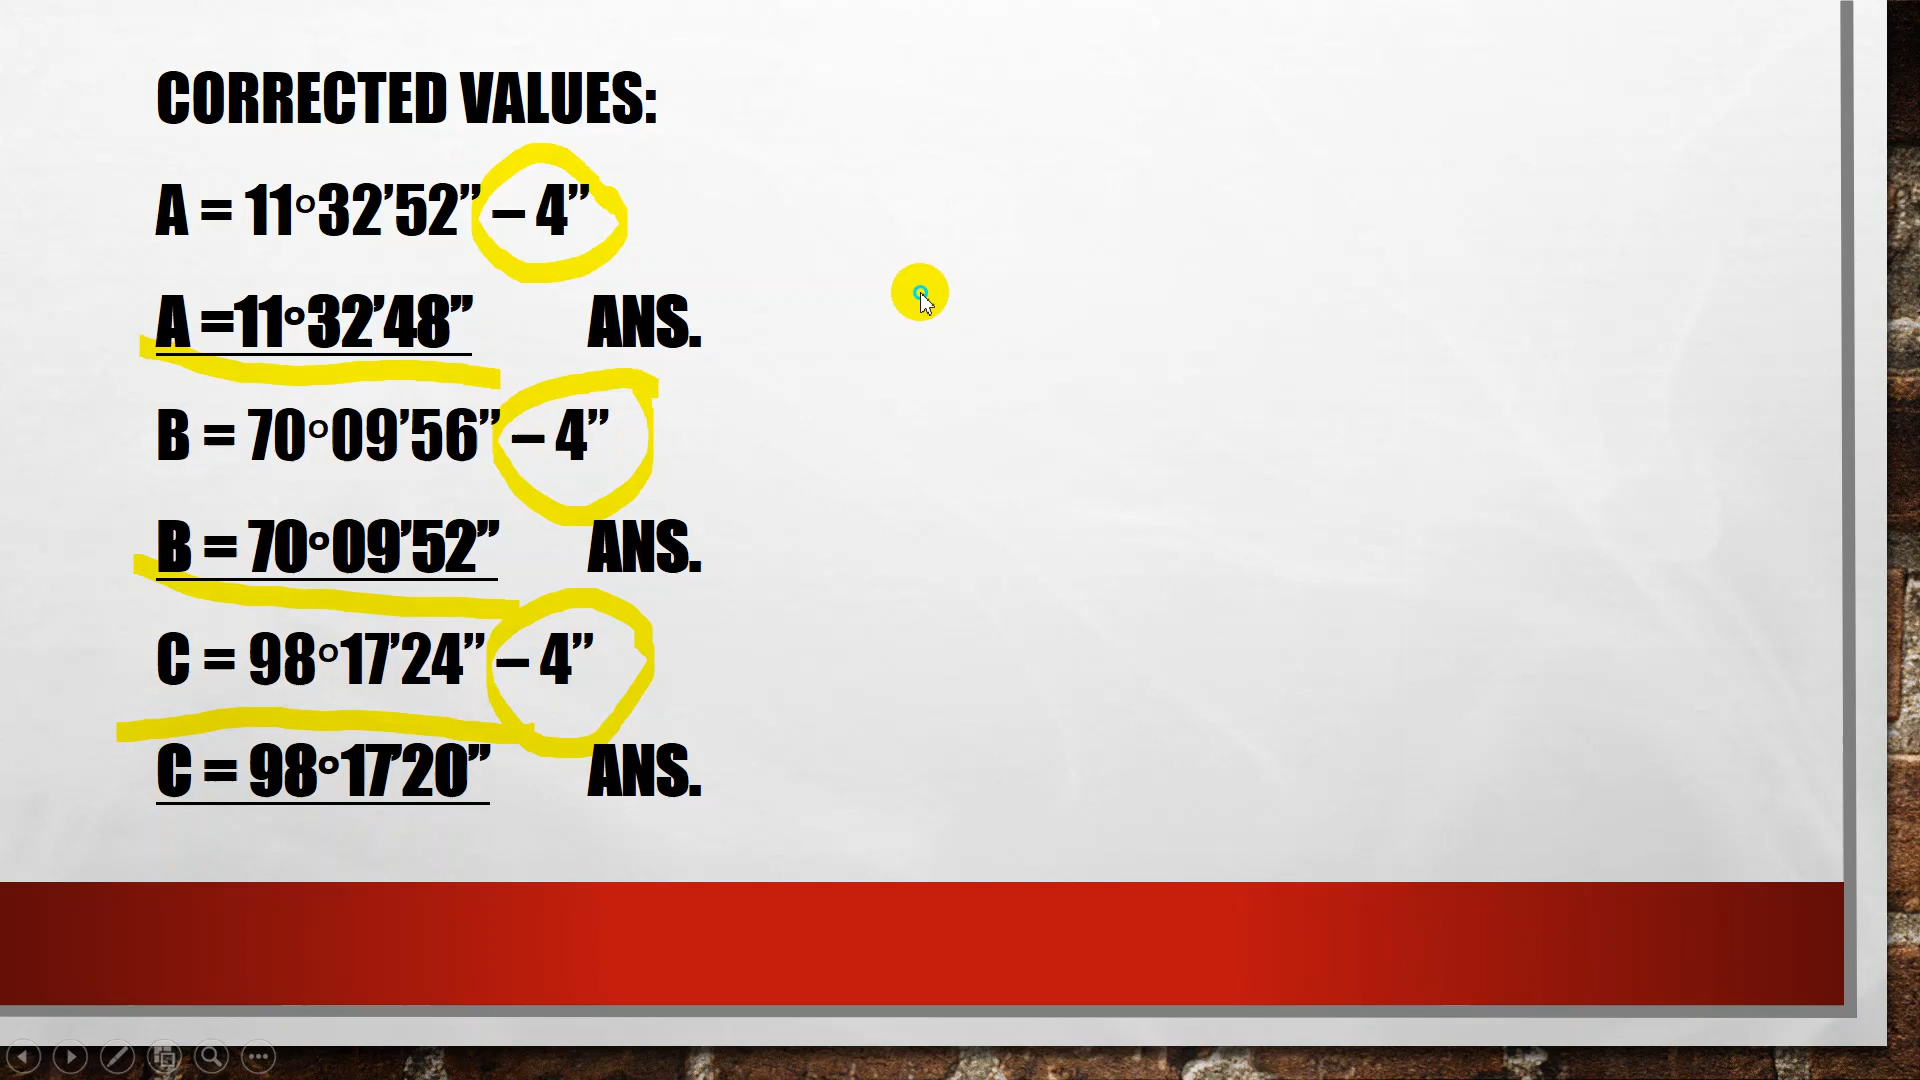 CORRECTED VALUES:
A = 11°32’52” – 4”
A =11°32’48” ANS.
B = 70°09’56” – 4”
B = 70°09’52” ANS.
C = 98°17’24” – 4”
C = 98°17’20” ANS.